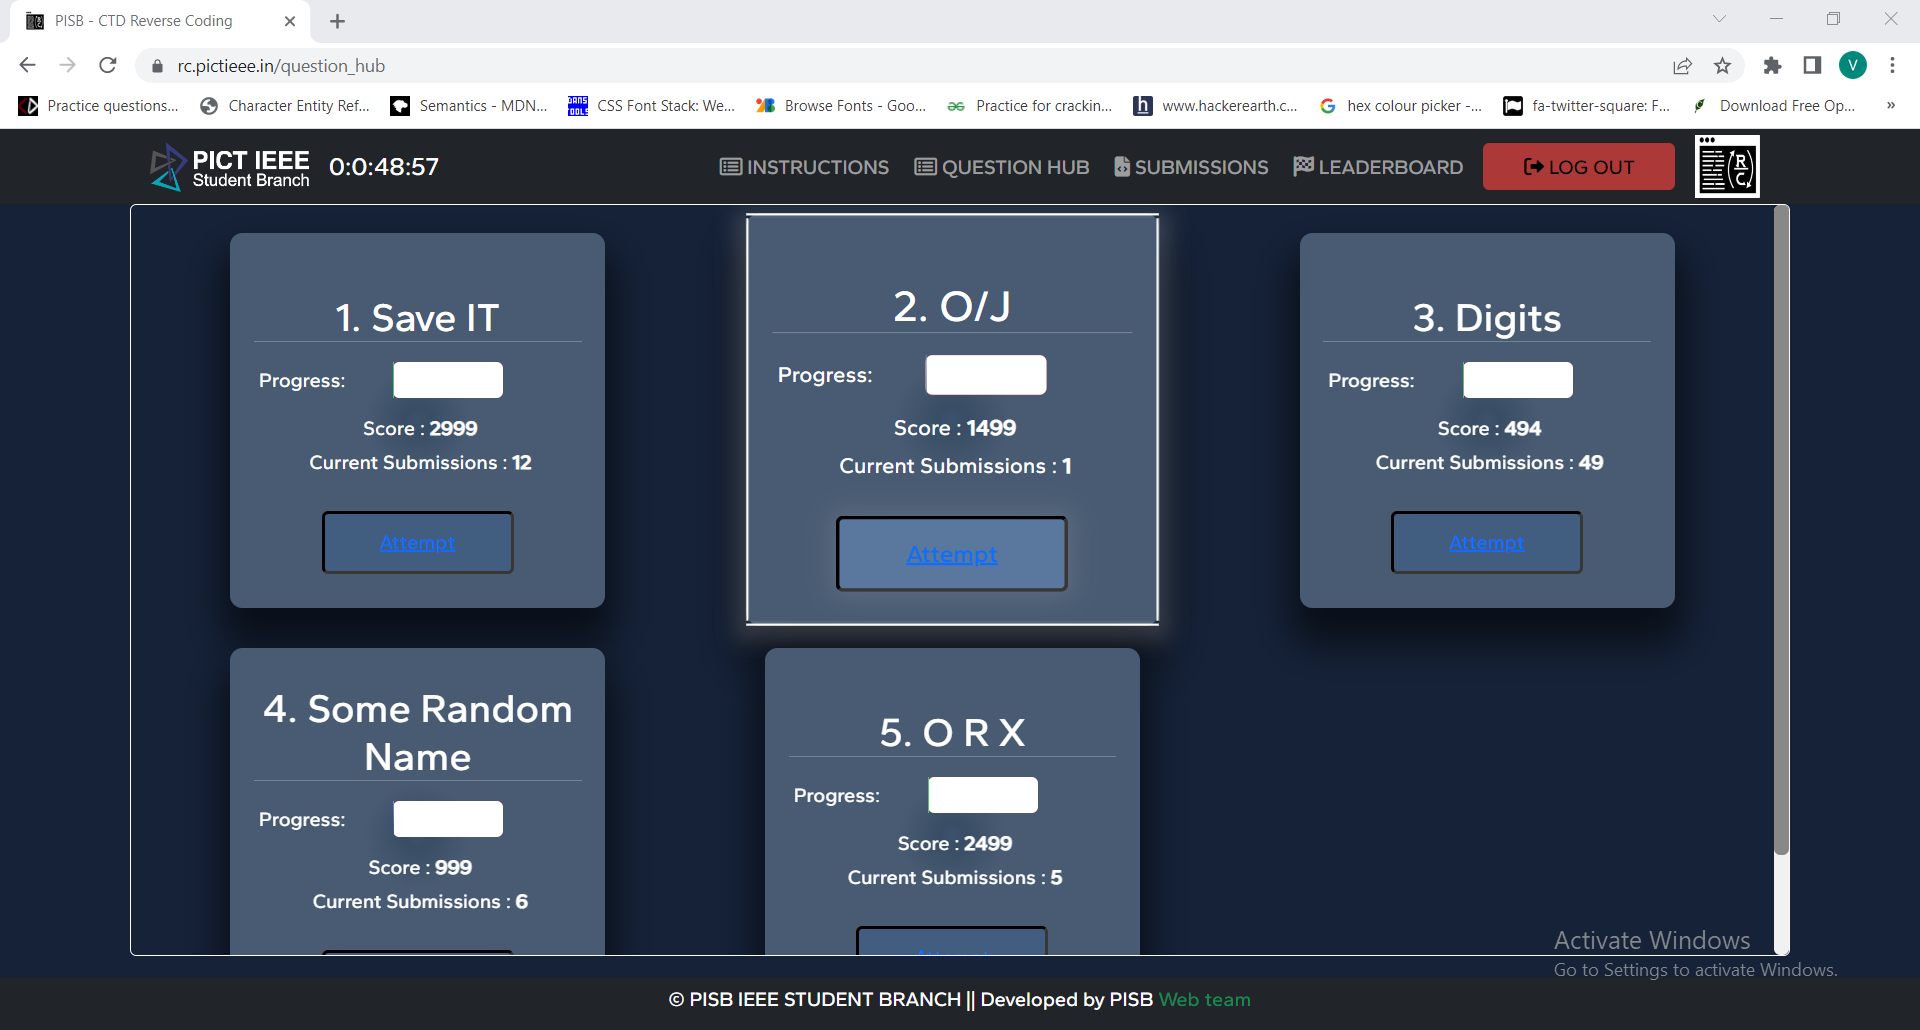 PISB - CTD Reverse Coding
rc.pictieee.in/question_hub
V
Practice questions...
Character Entity Ref...
Semantics - MDN...
CSS Font Stack: We...
Browse Fonts - Goo...
Practice for crackin...
www.hackerearth.c...
hex colour picker -...
fa-twitter-square: F...
Download Free Op...
»
PICT IEEE
Student Branch
0:0:48:57
INSTRUCTIONS
QUESTION HUB
SUBMISSIONS
LEADERBOARD
LOG OUT
R
C
1. Save IT
Progress:
Score : 2999
Current Submissions : 12
Attempt
2. O/J
Progress:
Score : 1499
Current Submissions : 1
Attempt
3. Digits
Progress:
Score : 494
Current Submissions : 49
Attempt
4. Some Random
Name
Progress:
Score : 999
Current Submissions : 6
5. O R X
Progress:
Score : 2499
Current Submissions : 5
Activate Windows
Go to Settings to activate Windows.
© PISB IEEE STUDENT BRANCH || Developed by PISB Web team